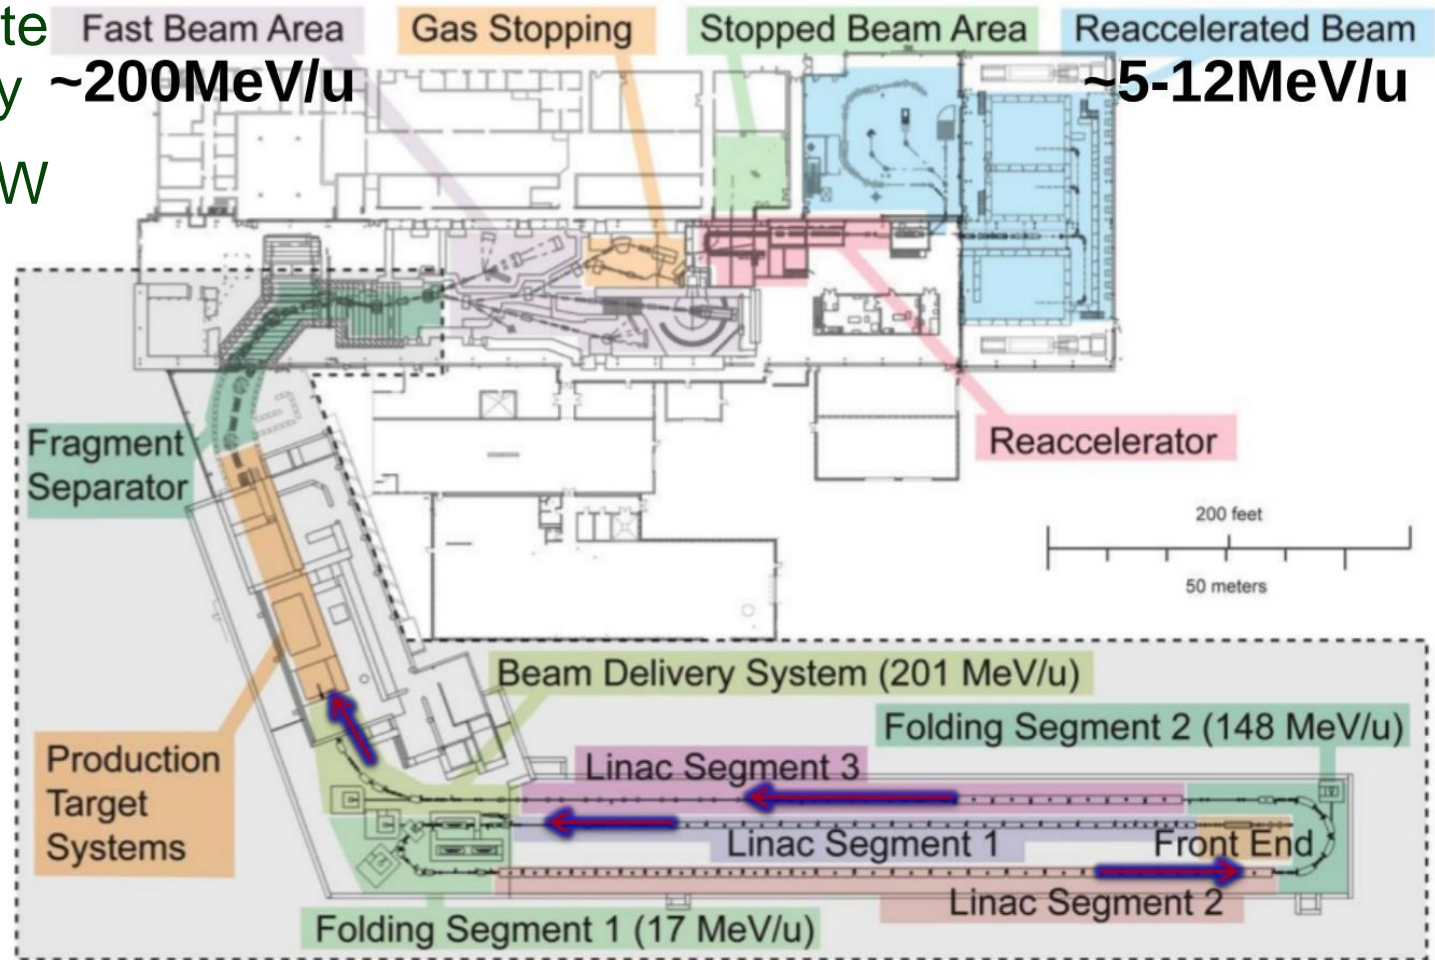 te
y
W
Fast Beam Area
Gas Stopping
Stopped Beam Area
Reaccelerated Beam
~200MeV/u
~5-12MeV/u
Fragment
Separator
Reaccelerator
200 feet
50 meters
Beam Delivery System (201 MeV/u)
Folding Segment 2 (148 MeV/u)
Production
Target
Systems
Linac Segment 3
Linac Segment 1
Front End
Linac Segment 2
Folding Segment 1 (17 MeV/u)